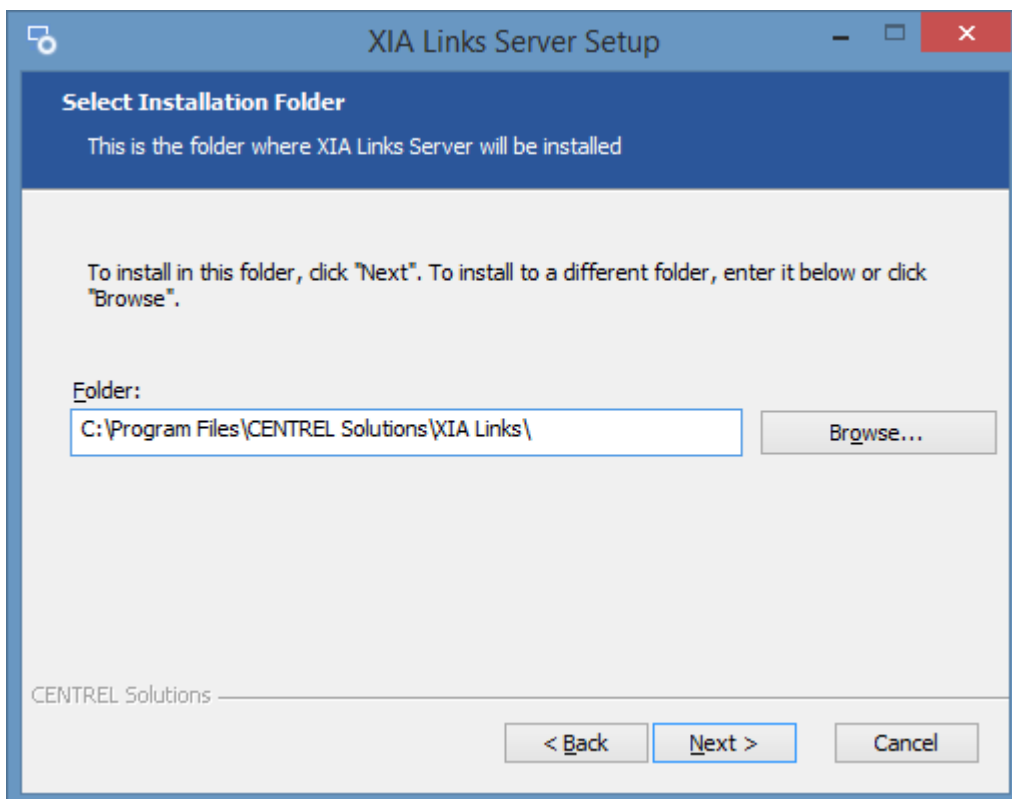 XIA Links Server Setup
Select Installation Folder
This is the folder where XIA Links Server will be installed
To install in this folder, click "Next". To install to a different folder, enter it below or click
"Browse".
Folder:
C:\Program Files\CENTREL Solutions\XIA Links\
Browse...
CENTREL Solutions
< Back
Next >
Cancel